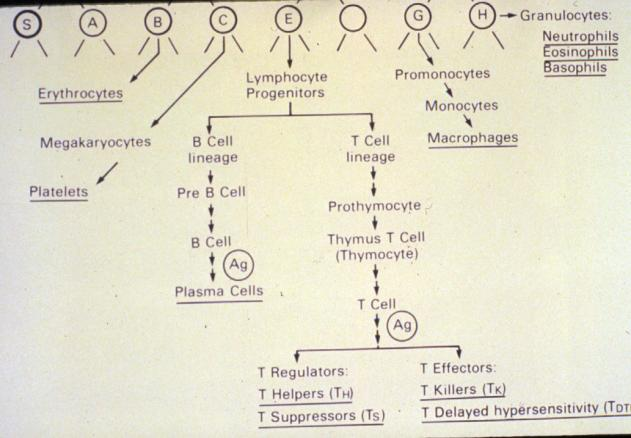 S A B C E G H Granulocytes:
Neutrophils
Eosinophils
Basophils
Erythrocytes
Lymphocyte
Progenitors
Promonocytes
Monocytes
Macrophages
Megakaryocytes
Platelets
B Cell
lineage
Pre B Cell
B Cell
Ag
Plasma Cells
T Cell
lineage
Prothymocyte
Thymus T Cell
(Thymocyte)
T Cell
Ag
T Regulators:
T Helpers (TH)
T Suppressors (TS)
T Effectors:
T Killers (TK)
T Delayed hypersensitivity (TDT